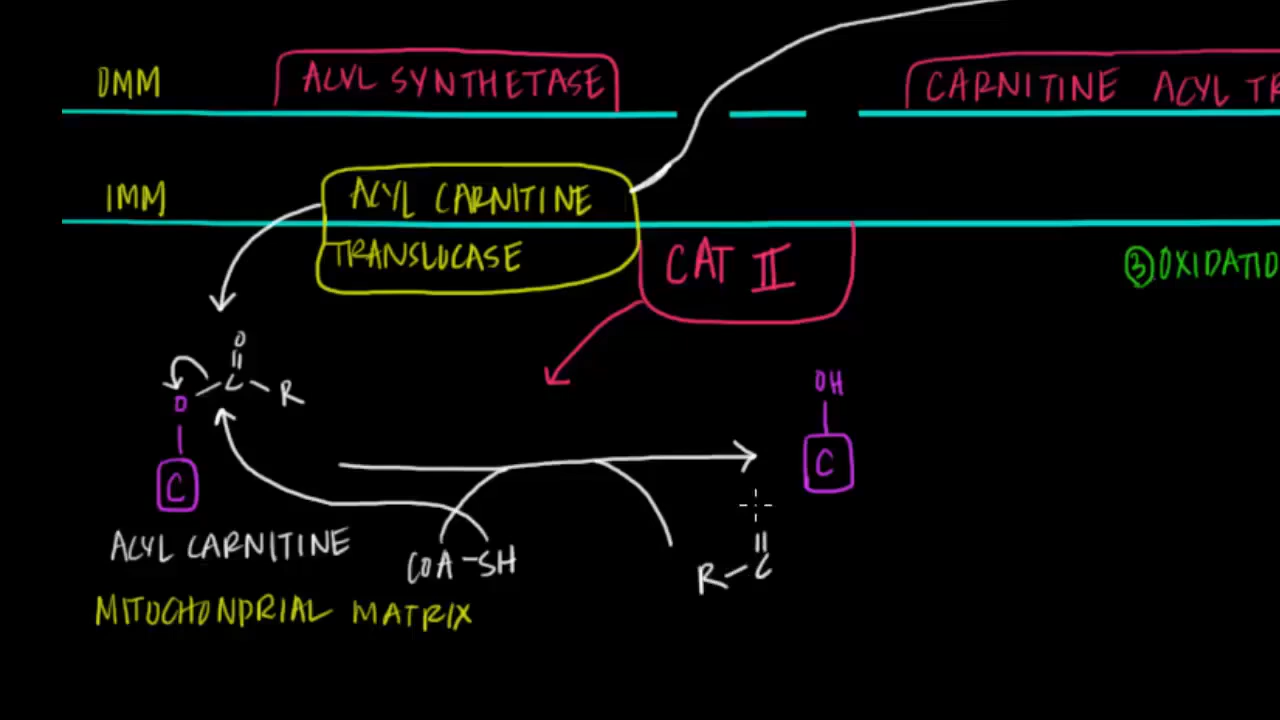 OMM
ACYL SYNTHETASE
CARNITINE ACYL TR
IMM
ACYL CARNITINE
TRANSLOCASE
CAT II
③ OXIDATIO
O
C
R
O
C
OH
C
ACYL CARNITINE
COA-SH
R-C
MITOCHONDRIAL MATRIX